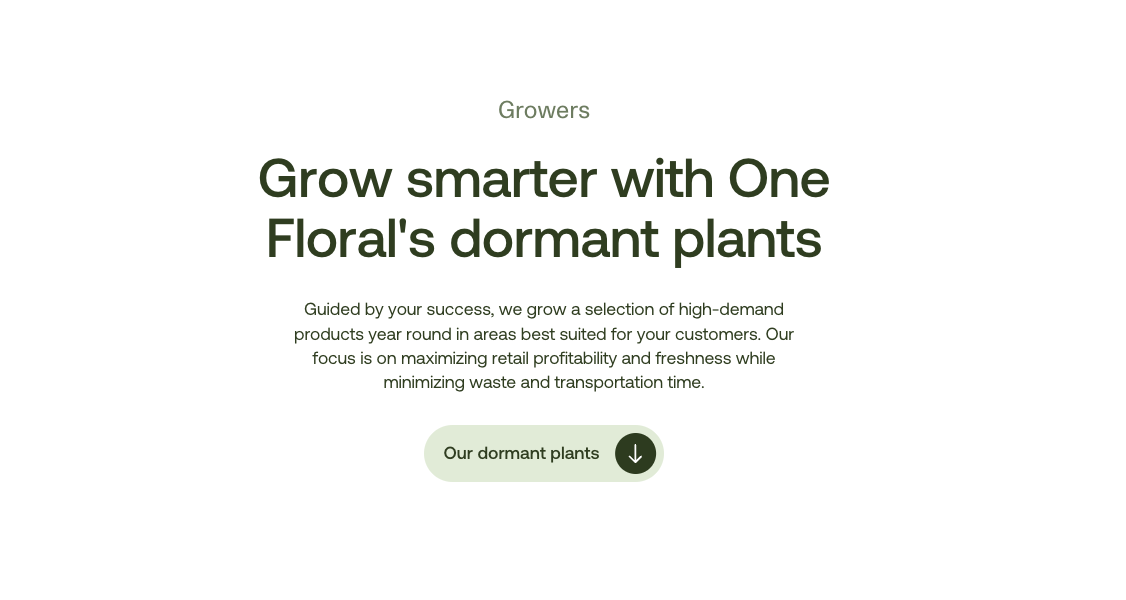 Growers
Grow smarter with One
Floral's dormant plants
Guided by your success, we grow a selection of high-demand
products year round in areas best suited for your customers. Our
focus is on maximizing retail profitability and freshness while
minimizing waste and transportation time.
Our dormant plants